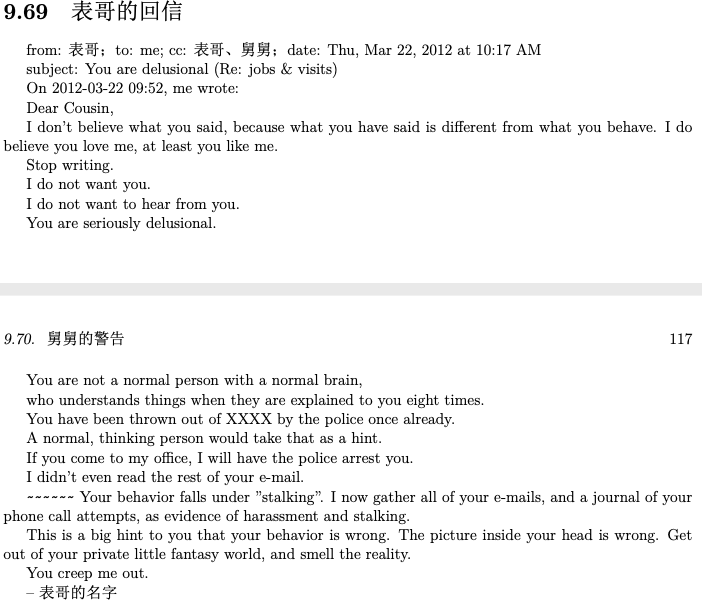 9.69 表哥的回信
from: 表哥; to: me; cc: 表哥、舅舅; date: Thu, Mar 22, 2012 at 10:17 AM
subject: You are delusional (Re: jobs & visits)
On 2012-03-22 09:52, me wrote:
Dear Cousin,
I don't believe what you said, because what you have said is different from what you behave. I do
believe you love me, at least you like me.
Stop writing.
I do not want you.
I do not want to hear from you.
You are seriously delusional.
9.70. 舅舅的警告 117
You are not a normal person with a normal brain,
who understands things when they are explained to you eight times.
You have been thrown out of XXXX by the police once already.
A normal, thinking person would take that as a hint.
If you come to my office, I will have the police arrest you.
I didn't even read the rest of your e-mail.
~~~~~~ Your behavior falls under ”stalking”. I now gather all of your e-mails, and a journal of your
phone call attempts, as evidence of harassment and stalking.
This is a big hint to you that your behavior is wrong. The picture inside your head is wrong. Get
out of your private little fantasy world, and smell the reality.
You creep me out.
– 表哥的名字